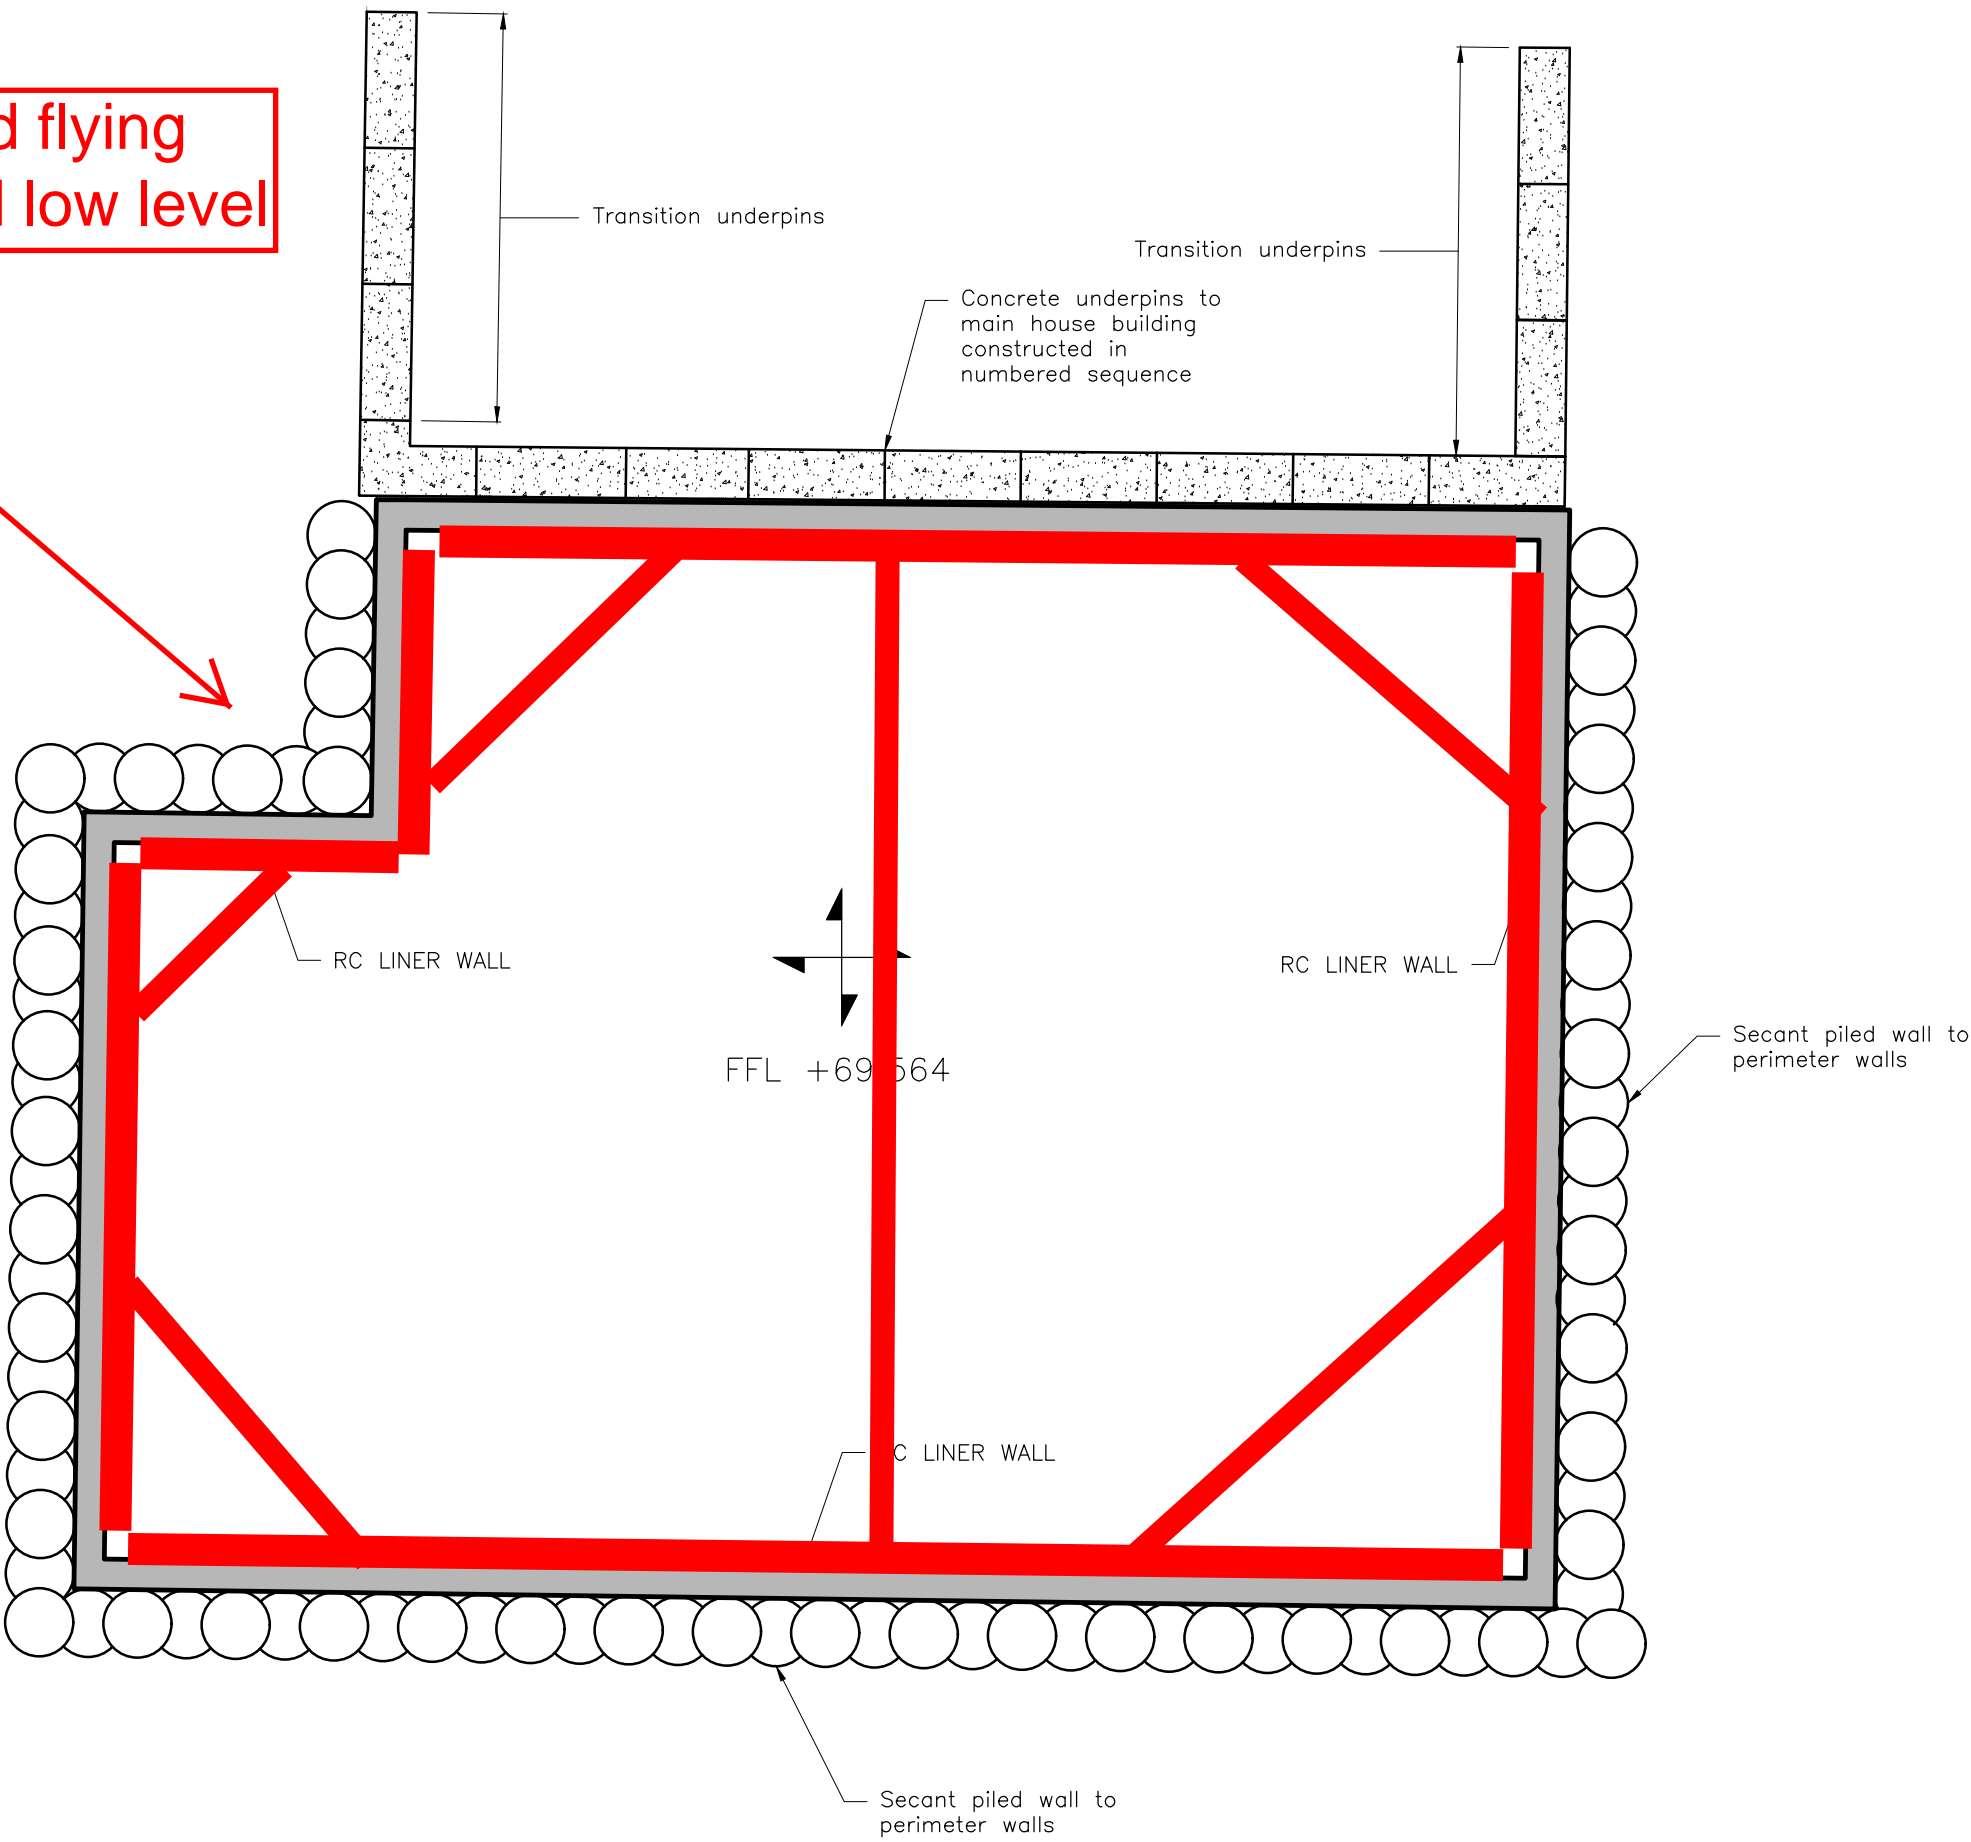 flying
low level
Transition underpins
Transition underpins
Concrete underpins to
main house building
constructed in
numbered sequence
RC LINER WALL
RC LINER WALL
FFL
Secant piled wall to
perimeter walls
LINER WALL
Secant piled wall to
perimeter walls